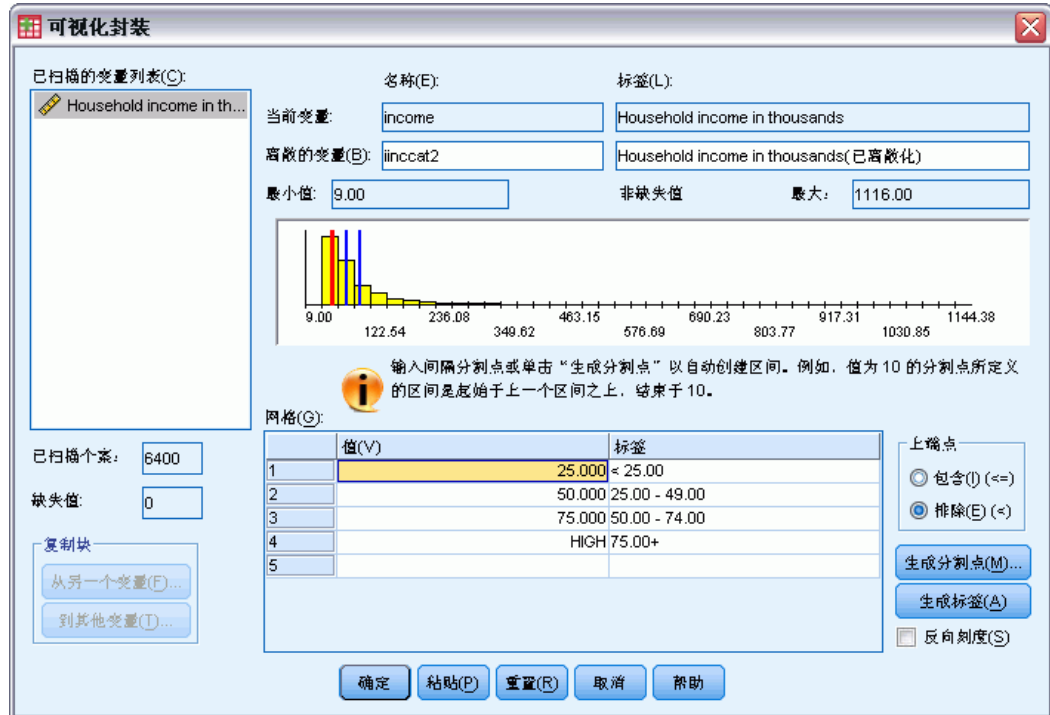 可视化封装
已扫描的变量列表(C):
Household income in th...
名称(E):
标签(L):
当前变量:
income
Household income in thousands
离散的变量(B):
iinccat2
Household income in thousands(已离散化)
最小值:
9.00
非缺失值
最大:
1116.00
9.00
236.08
463.15
690.23
917.31
1144.38
122.54
349.62
576.69
803.77
1030.85
输入间隔分割点或单击“生成分割点”以自动创建区间。例如，值为 10 的分割点所定义
的区间是起始于上一个区间之上，结束于 10。
网格(G):
值(V) 标签
1 25.000 < 25.00
2 50.000 25.00 - 49.00
3 75.000 50.00 - 74.00
4 HIGH 75.00+
5
已扫描个案:
6400
缺失值:
0
复制块
从另一个变量(F)...
到其他变量(T)...
上端点
包含(I) (<=)
排除(E) (<)
生成分割点(M)...
生成标签(A)
反向刻度(S)
确定
粘贴(P)
重置(R)
取消
帮助